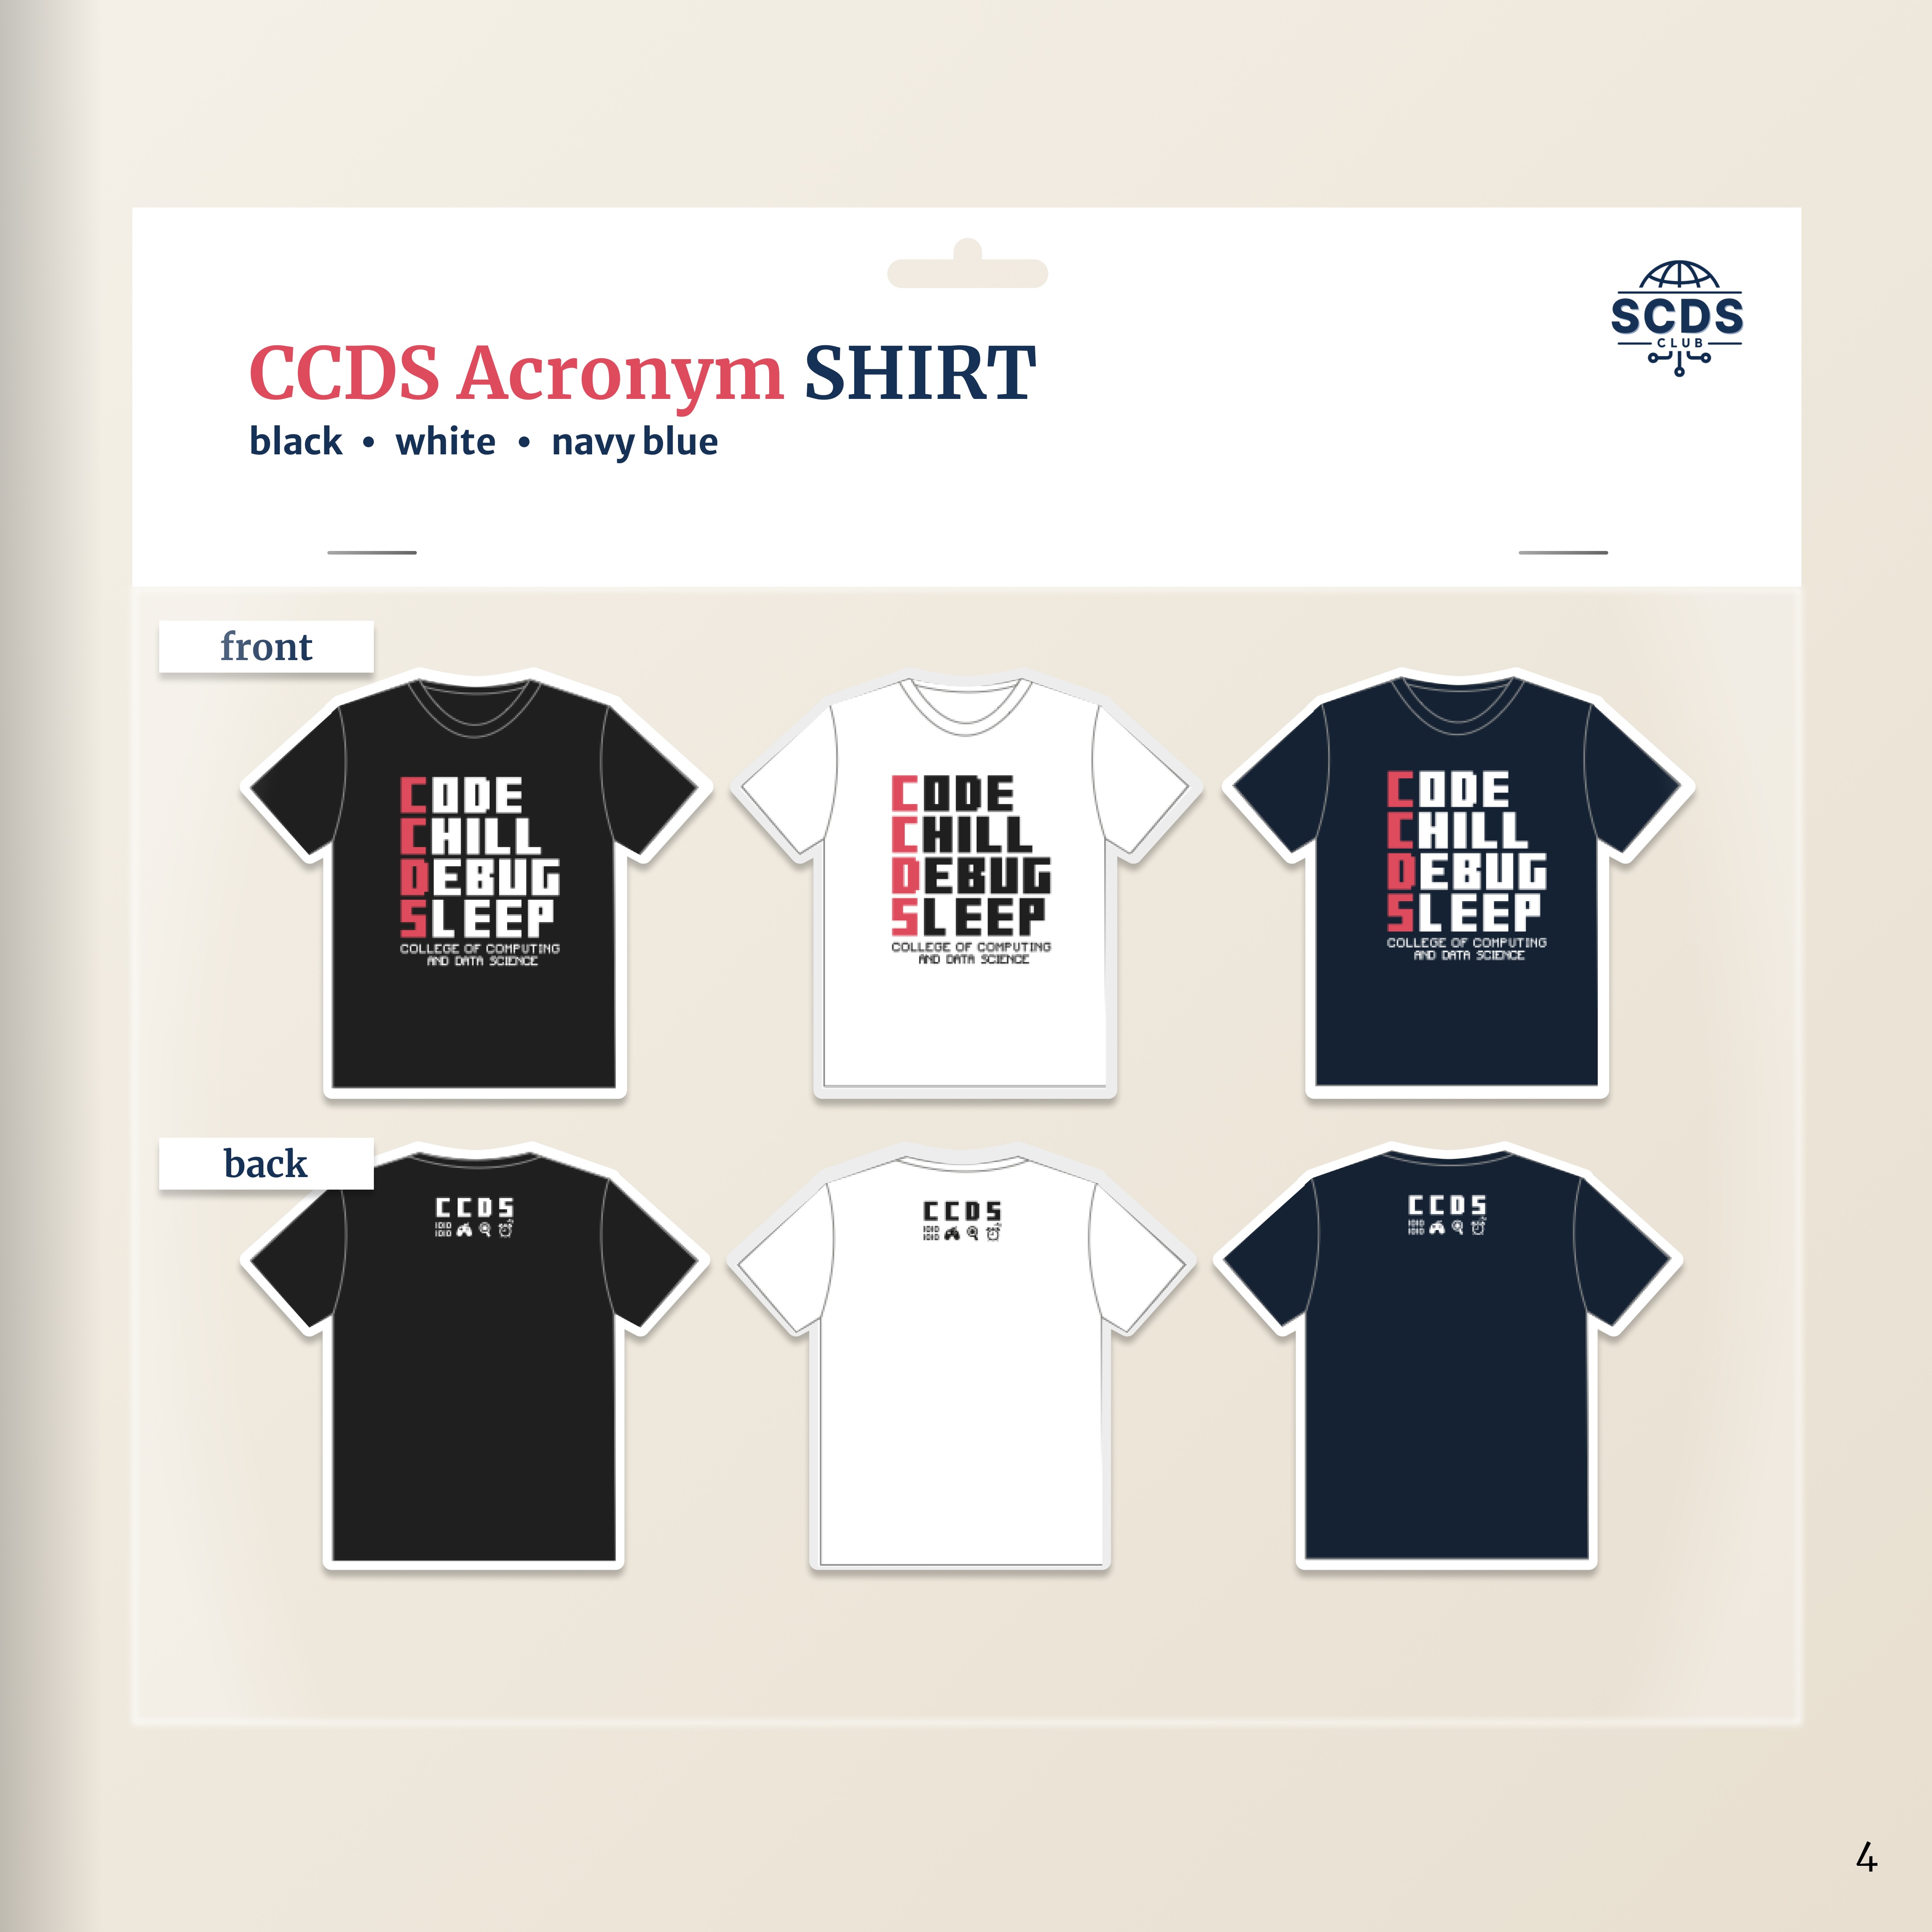 SCDS
CLUB
CCDS Acronym SHIRT
black • white • navy blue
front
CODE
CHILL
DEBUG
SLEEP
COLLEGE OF COMPUTING
AND DATA SCIENCE
CODE
CHILL
DEBUG
SLEEP
COLLEGE OF COMPUTING
AND DATA SCIENCE
CODE
CHILL
DEBUG
SLEEP
COLLEGE OF COMPUTING
AND DATA SCIENCE
back
CCDS
1010
1010
CCDS
1010
1010
CCDS
1010
1010
4